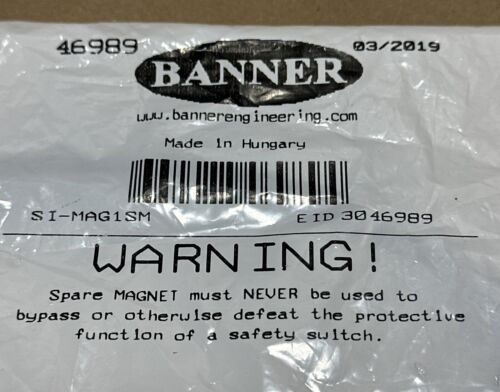 46989 03/2019
BANNER
www.bannerengineering.com
Made in Hungary
SI-MAG1SM EID 3046989
WARNING!
Spare MAGNET must NEVER be used to
bypass or otherwise defeat the protective
function of a safety switch.